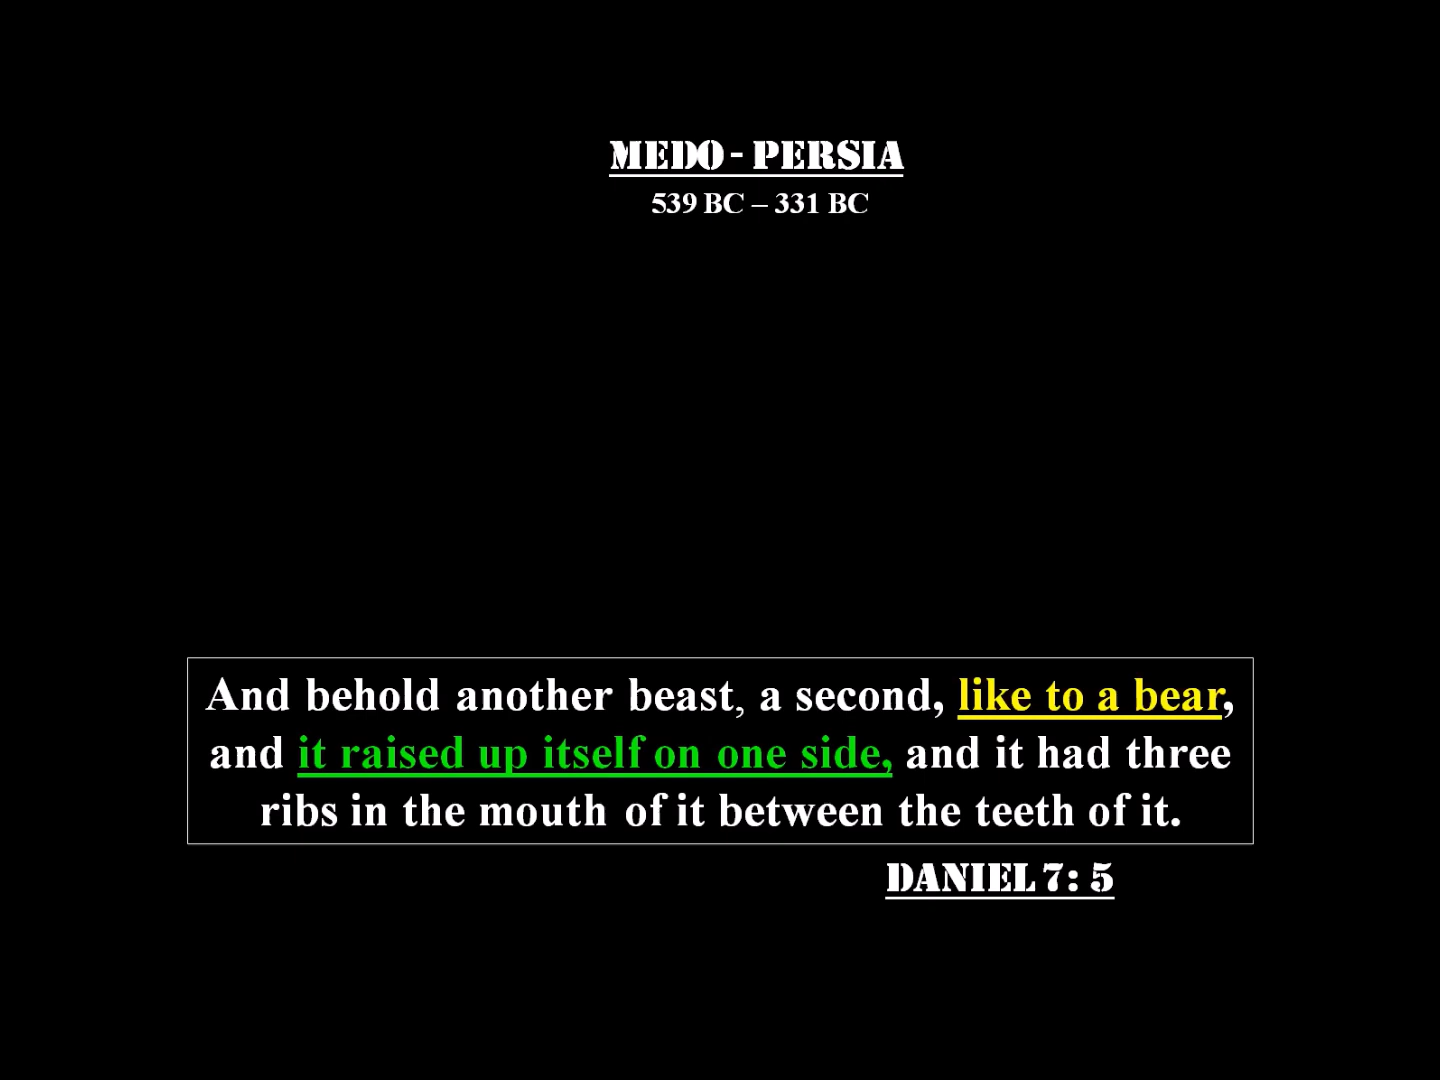 MEDO - PERSIA
539 BC – 331 BC
And behold another beast, a second, like to a bear,
and it raised up itself on one side, and it had three
ribs in the mouth of it between the teeth of it.
DANIEL 7: 5